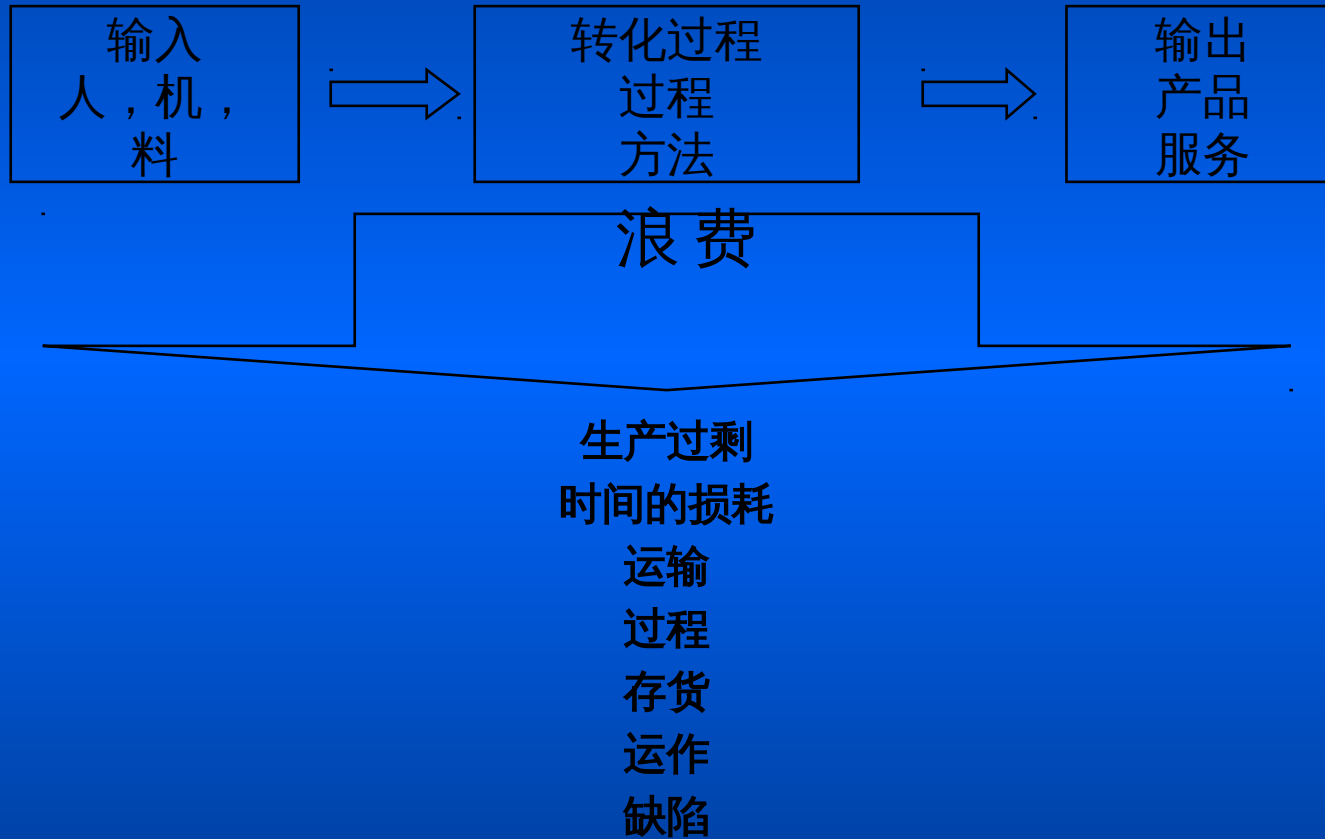 输入
人，机，
料
转化过程
过程
方法
输出
产品
服务
浪 费
生产过剩
时间的损耗
运输
过程
存货
运作
缺陷